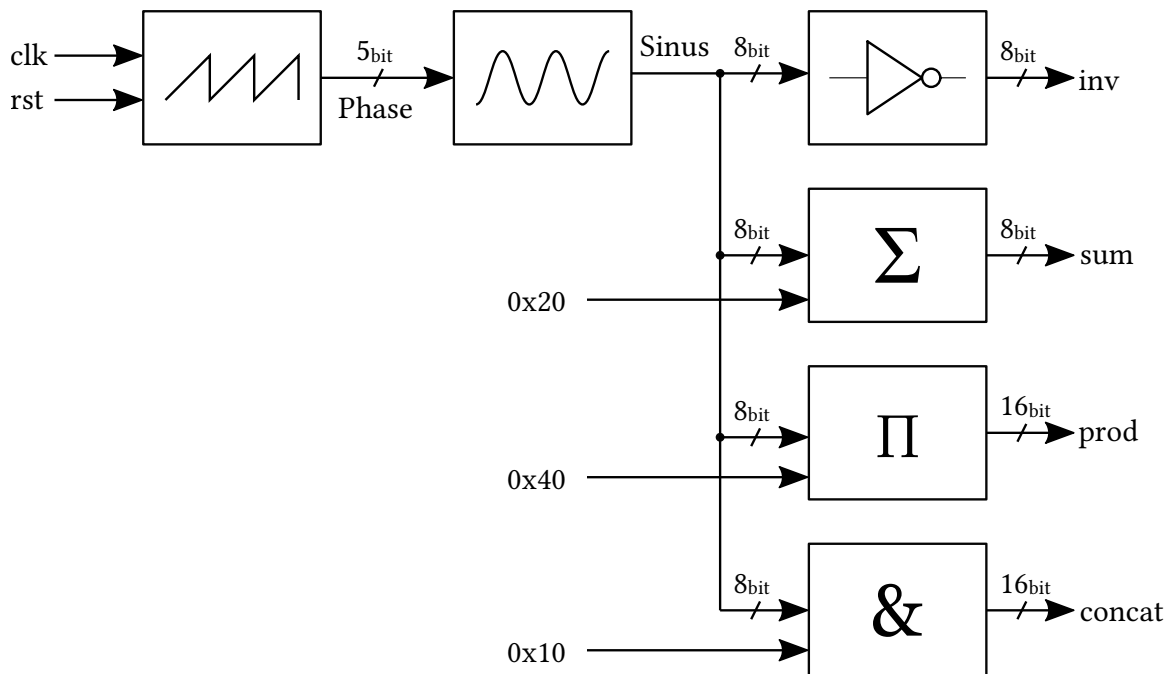 clk
rst
5bit
Phase
Sinus
8bit
8bit
inv
8bit
Σ
8bit
sum
0x20
8bit
Π
16bit
prod
0x40
8bit
&
16bit
concat
0x10